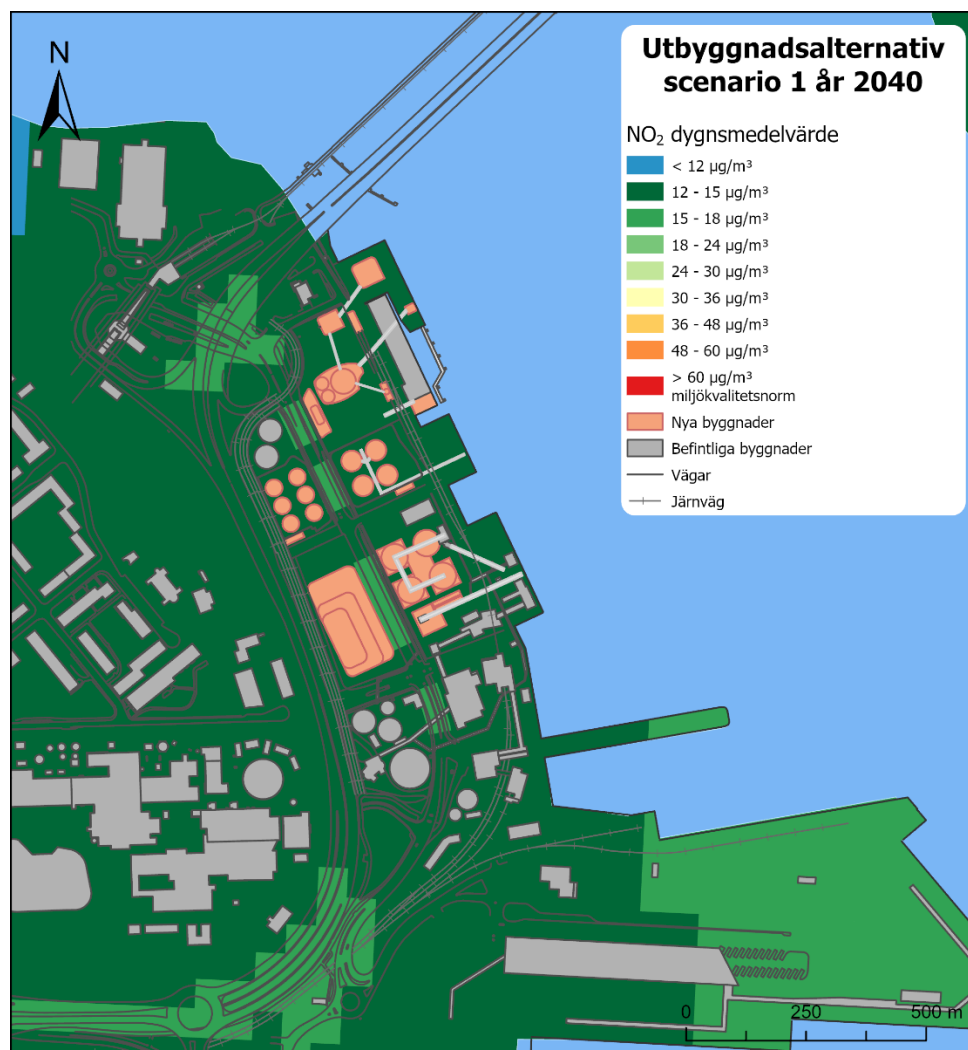 N
Utbyggnadsalternativ
scenario 1 år 2040
NO₂ dygnsmedelvärde
< 12 µg/m³
12 - 15 µg/m³
15 - 18 µg/m³
18 - 24 µg/m³
24 - 30 µg/m³
30 - 36 µg/m³
36 - 48 µg/m³
48 - 60 µg/m³
> 60 µg/m³
miljökvalitetsnorm
Nya byggnader
Befintliga byggnader
Vägar
Järnväg
0 250 500 m